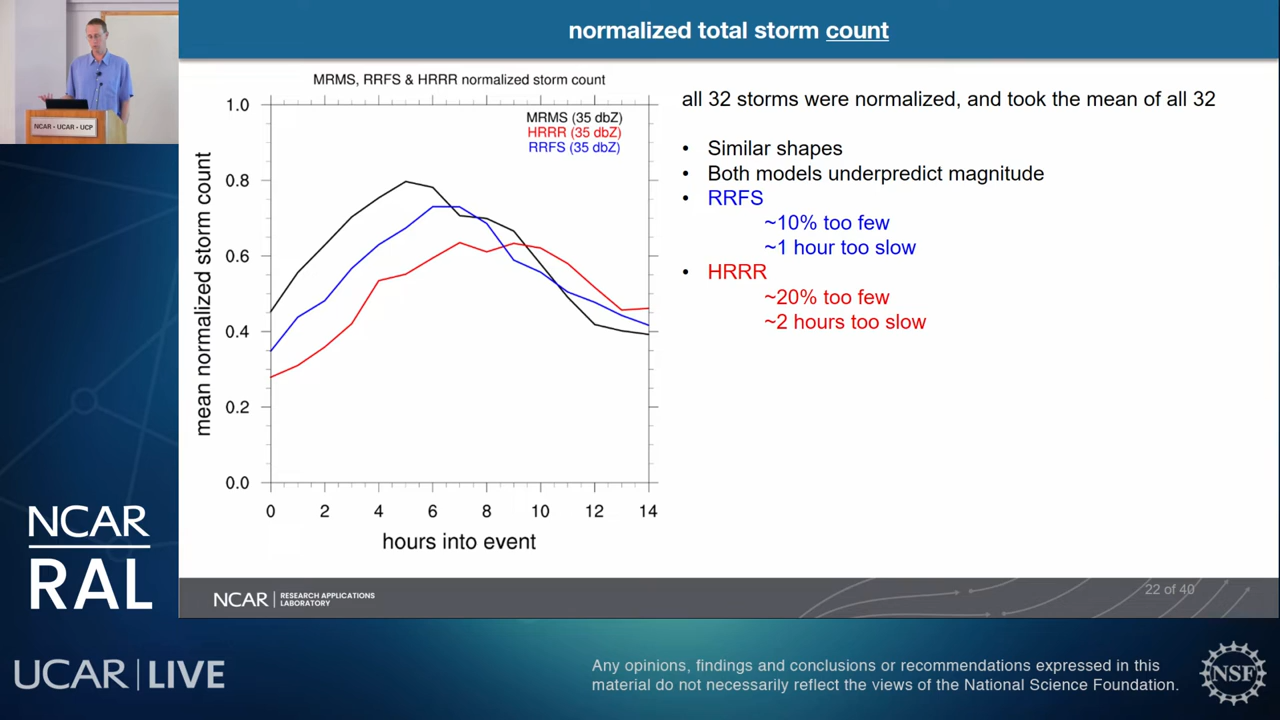 normalized total storm count
MRMS, RRFS & HRRR normalized storm count
1.0
0.8
0.6
0.4
0.2
0.0
mean normalized storm count
MRMS (35 dbZ)
HRRR (35 dbZ)
RRFS (35 dbZ)
0 2 4 6 8 10 12 14
hours into event
all 32 storms were normalized, and took the mean of all 32
• Similar shapes
• Both models underpredict magnitude
• RRFS
~10% too few
~1 hour too slow
• HRRR
~20% too few
~2 hours too slow
NCAR • UCAR • UCP
NCAR
RAL
NCAR | RESEARCH APPLICATIONS
LABORATORY
22 of 40
UCAR | LIVE
Any opinions, findings and conclusions or recommendations expressed in this
material do not necessarily reflect the views of the National Science Foundation.
NSF